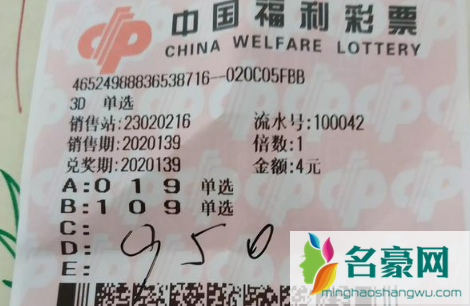 中国福利彩票
CHINA WELFARE LOTTERY
46524988836538716-020C05FBB
3D 单选
销售站:23020216 流水号:100042
销售期:2020139 倍数:1
兑奖期:2020139 金额:4元
A:019单选
B:109单选
C:
D:
E:
950
名豪网
minghaoshangwu.com